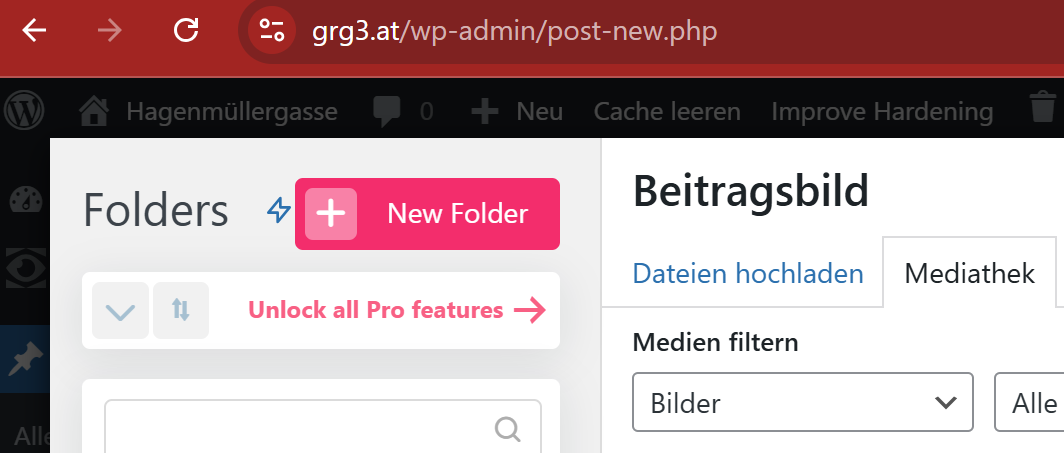 grg3.at/wp-admin/post-new.php
Hagenmüllergasse 0 Neu Cache leeren Improve Hardening
Folders New Folder
Unlock all Pro features
Alle
Beitragsbild
Dateien hochladen Mediathek
Medien filtern
Bilder Alle